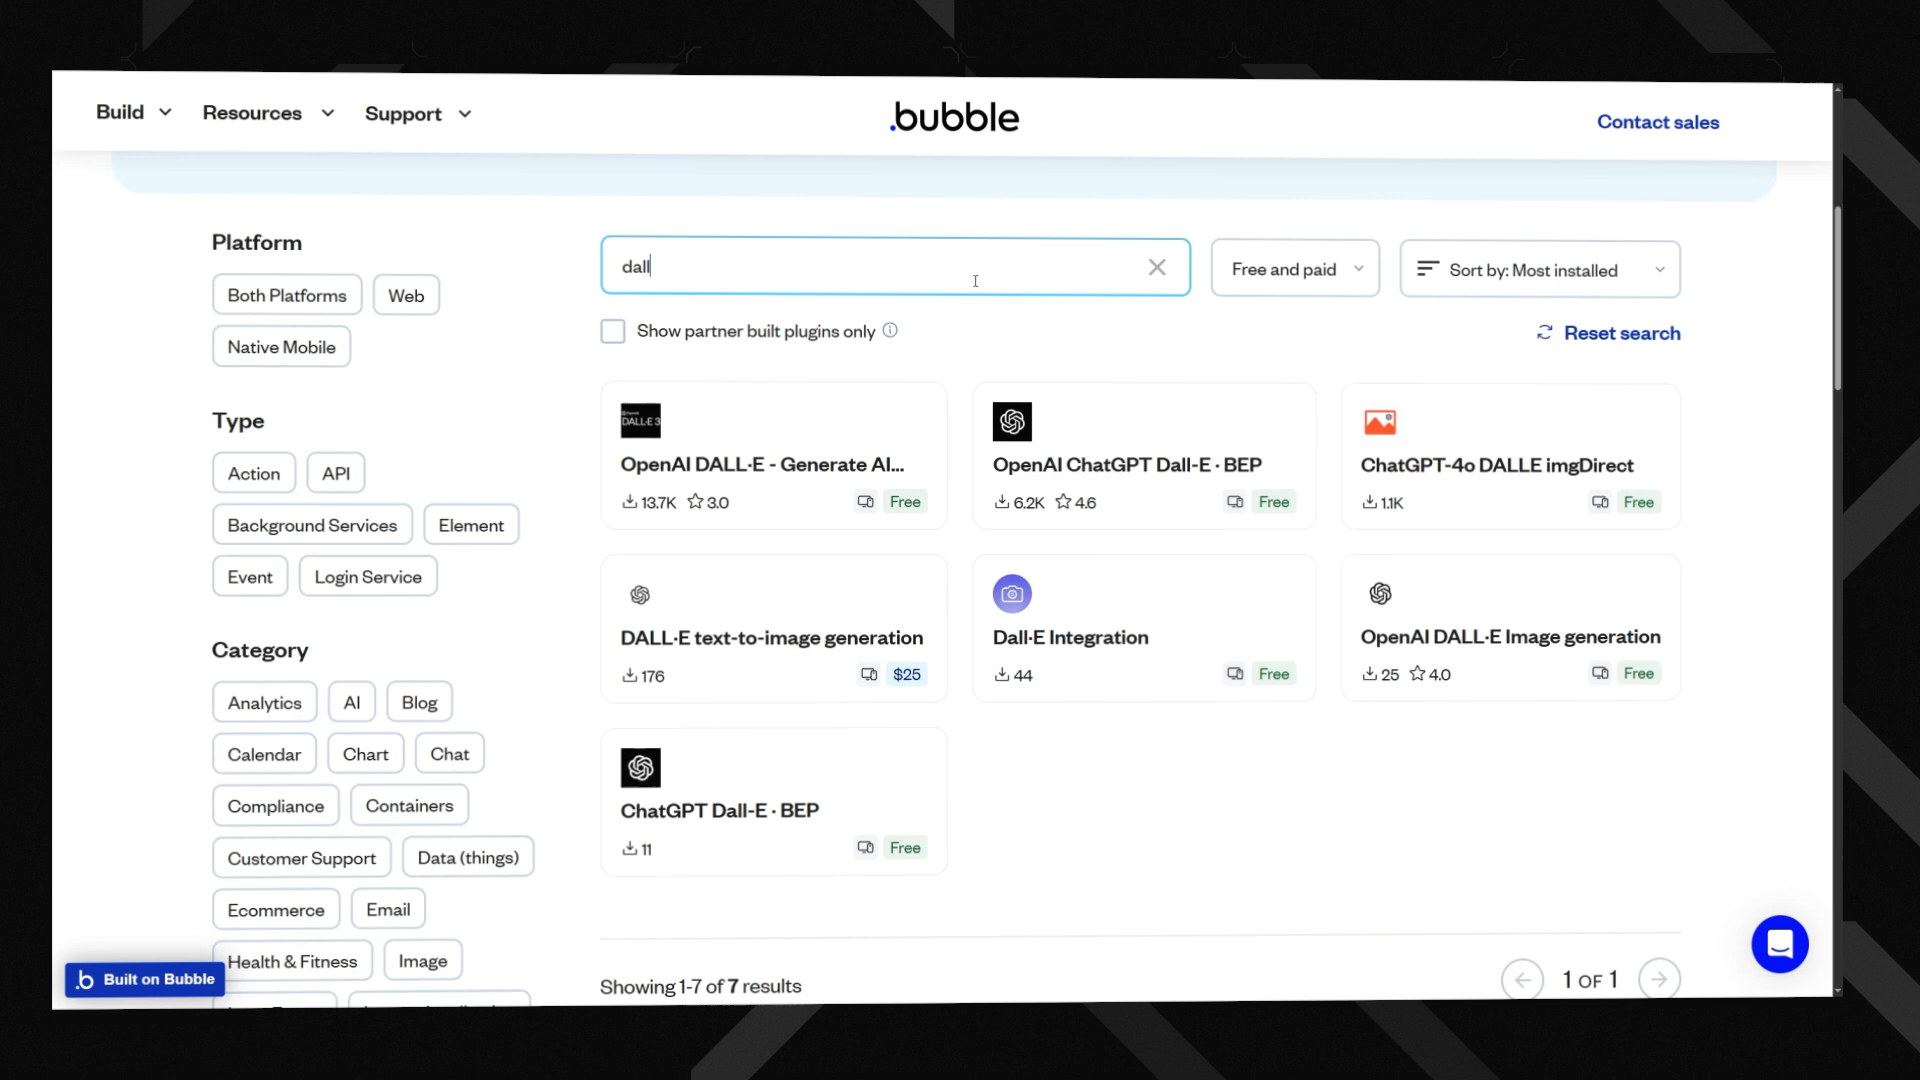 Build
Resources
Support
.bubble
Contact sales
Platform
Both Platforms
Web
Native Mobile
Type
Action
API
Background Services
Element
Event
Login Service
Category
Analytics
AI
Blog
Calendar
Chart
Chat
Compliance
Containers
Customer Support
Data (things)
Ecommerce
Email
Health & Fitness
Image
b Built on Bubble
dall
Free and paid
Sort by: Most installed
Show partner built plugins only
Reset search
DALL·E 3
OpenAI DALL·E - Generate AI...
13.7K 3.0 Free
OpenAI ChatGPT Dall-E · BEP
6.2K 4.6 Free
ChatGPT-4o DALLE imgDirect
1.1K Free
DALL·E text-to-image generation
176 $25
Dall·E Integration
44 Free
OpenAI DALL·E Image generation
25 4.0 Free
ChatGPT Dall-E · BEP
11 Free
Showing 1-7 of 7 results
1 OF 1